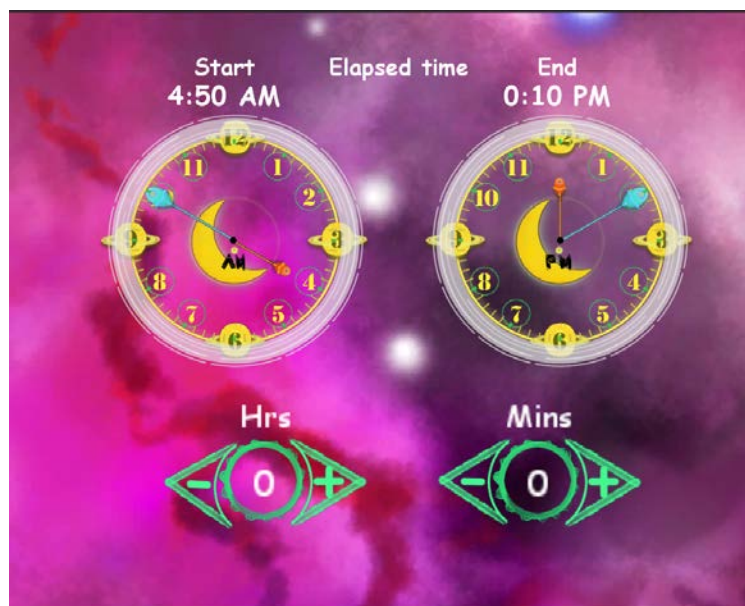 Start Elapsed time End
4:50 AM 0:10 PM
12 12
11 1 11 1
2 10
9 3 9 3
AM PM
8 4 8 4
7 5 7 5
6 6
Hrs Mins
- 0 + - 0 +